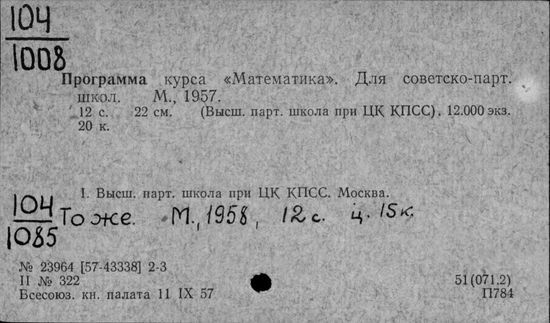 104
1008
Программа курса «Математика». Для советско-парт.
школ. М., 1957.
12 с. 22 см. (Высш. парт. школа при ЦК КПСС). 12.000 экз.
20 к.
1. Высш. парт. школа при ЦК КПСС. Москва.
104
1085
То же. М., 1958, 12 с. ц. 15 к.
№ 23964 [57-43338] 2-3
II № 322
Всесоюз. кн. палата 11 IX 57
51(071.2)
П784